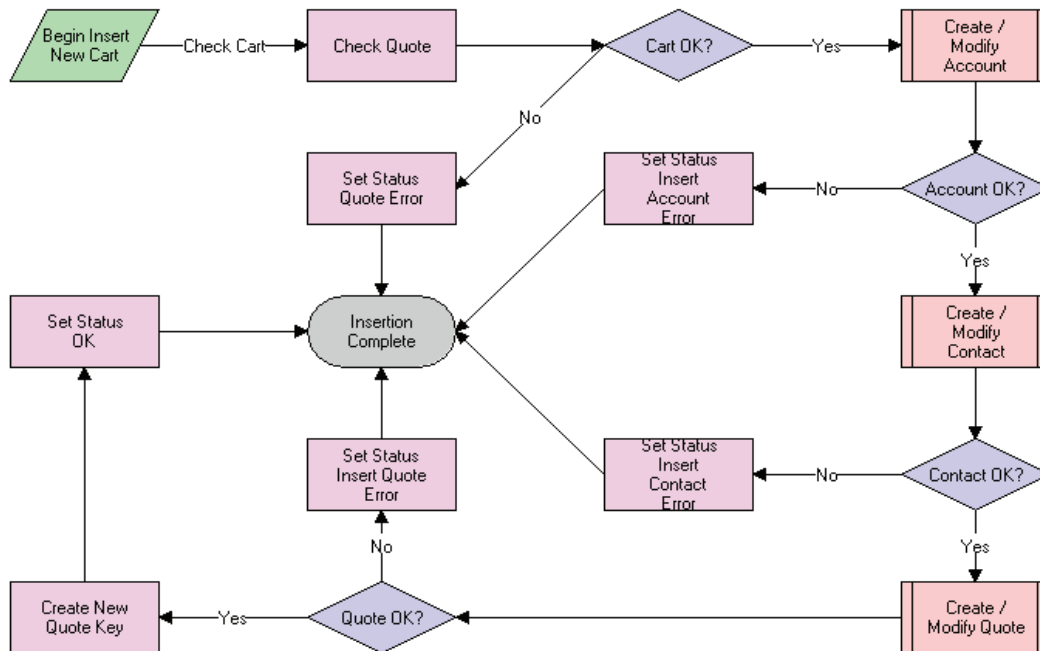 Begin Insert
New Cart
Check Cart
Check Quote
Cart OK?
Yes
Create /
Modify
Account
No
Set Status
Quote Error
Set Status
Insert
Account
Error
No
Account OK?
Yes
Set Status
OK
Insertion
Complete
Create /
Modify
Contact
Set Status
Insert Quote
Error
Set Status
Insert
Contact
Error
No
Contact OK?
No
Yes
Create New
Quote Key
Yes
Quote OK?
Create /
Modify Quote